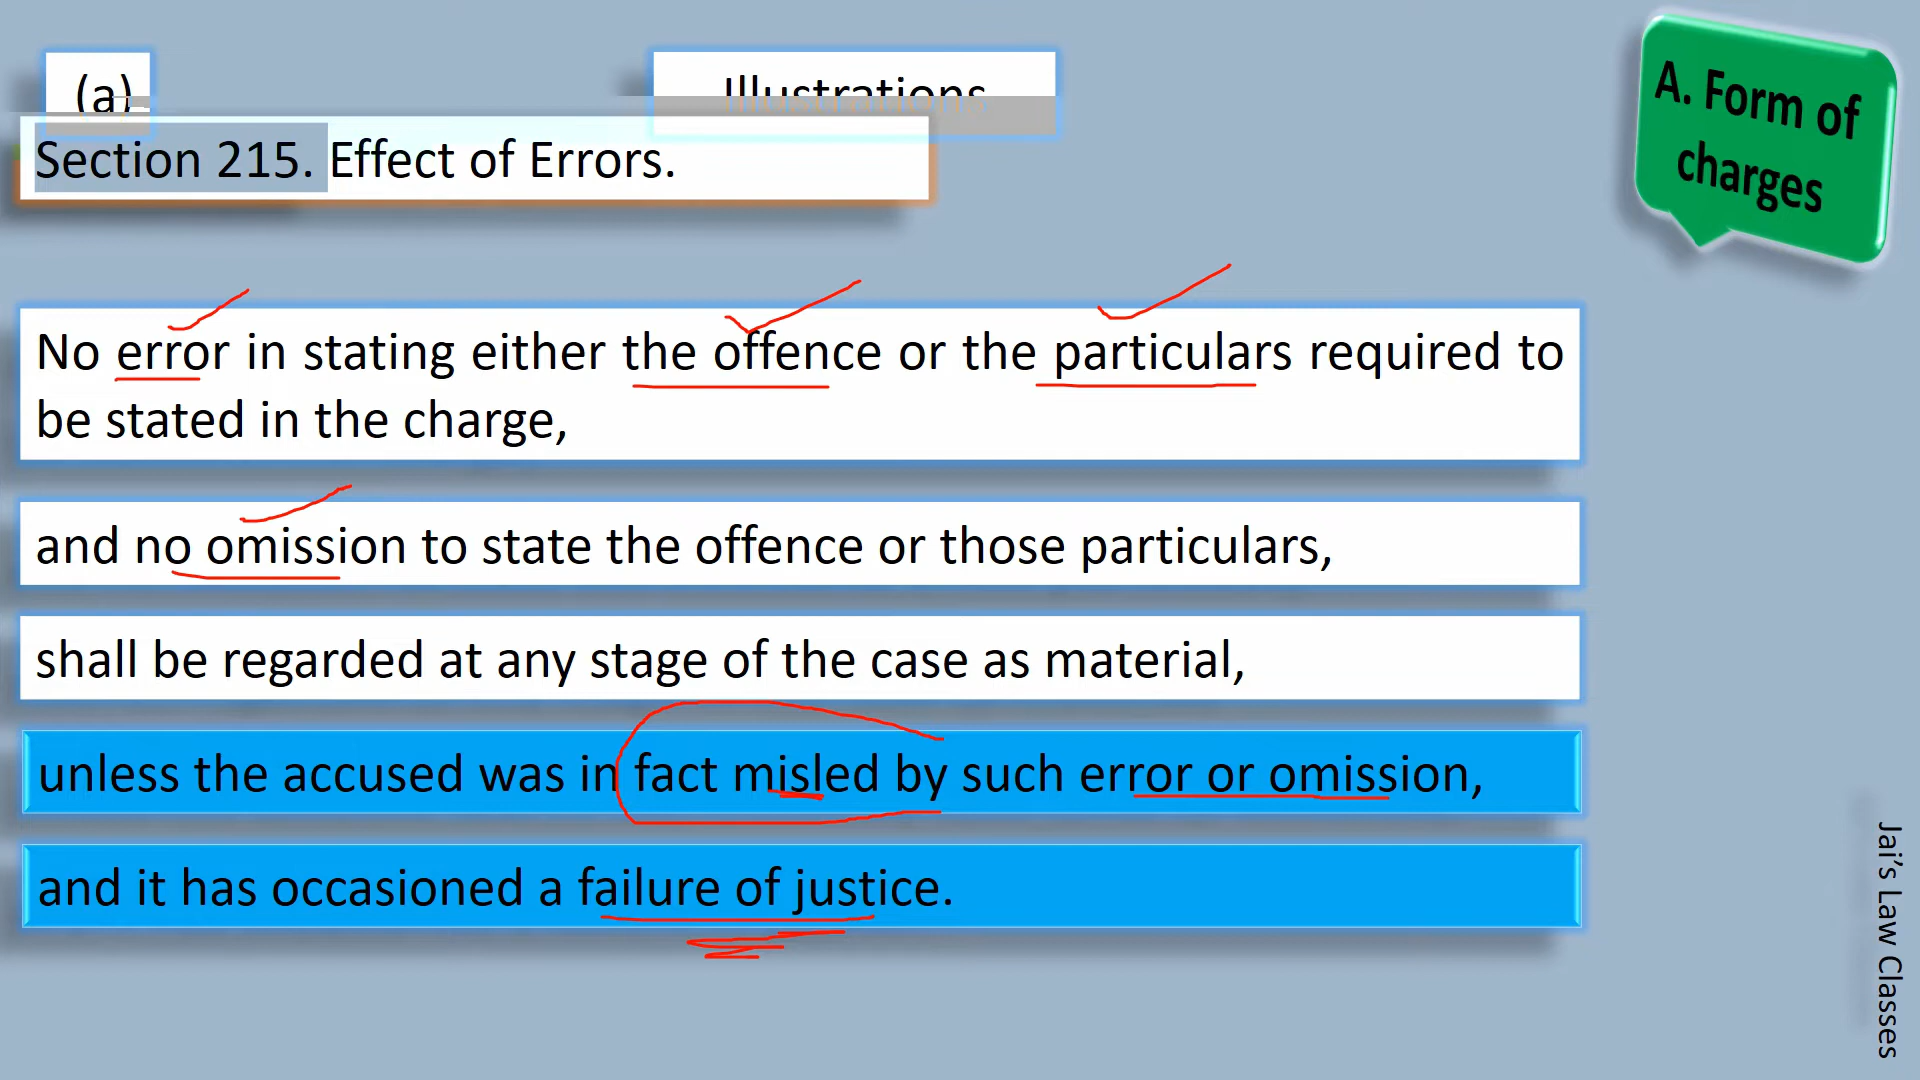 (a)
Illustrations
A. Form of
charges
Section 215. Effect of Errors.
No error in stating either the offence or the particulars required to
be stated in the charge,
and no omission to state the offence or those particulars,
shall be regarded at any stage of the case as material,
unless the accused was in fact misled by such error or omission,
and it has occasioned a failure of justice.
Jai's Law Classes